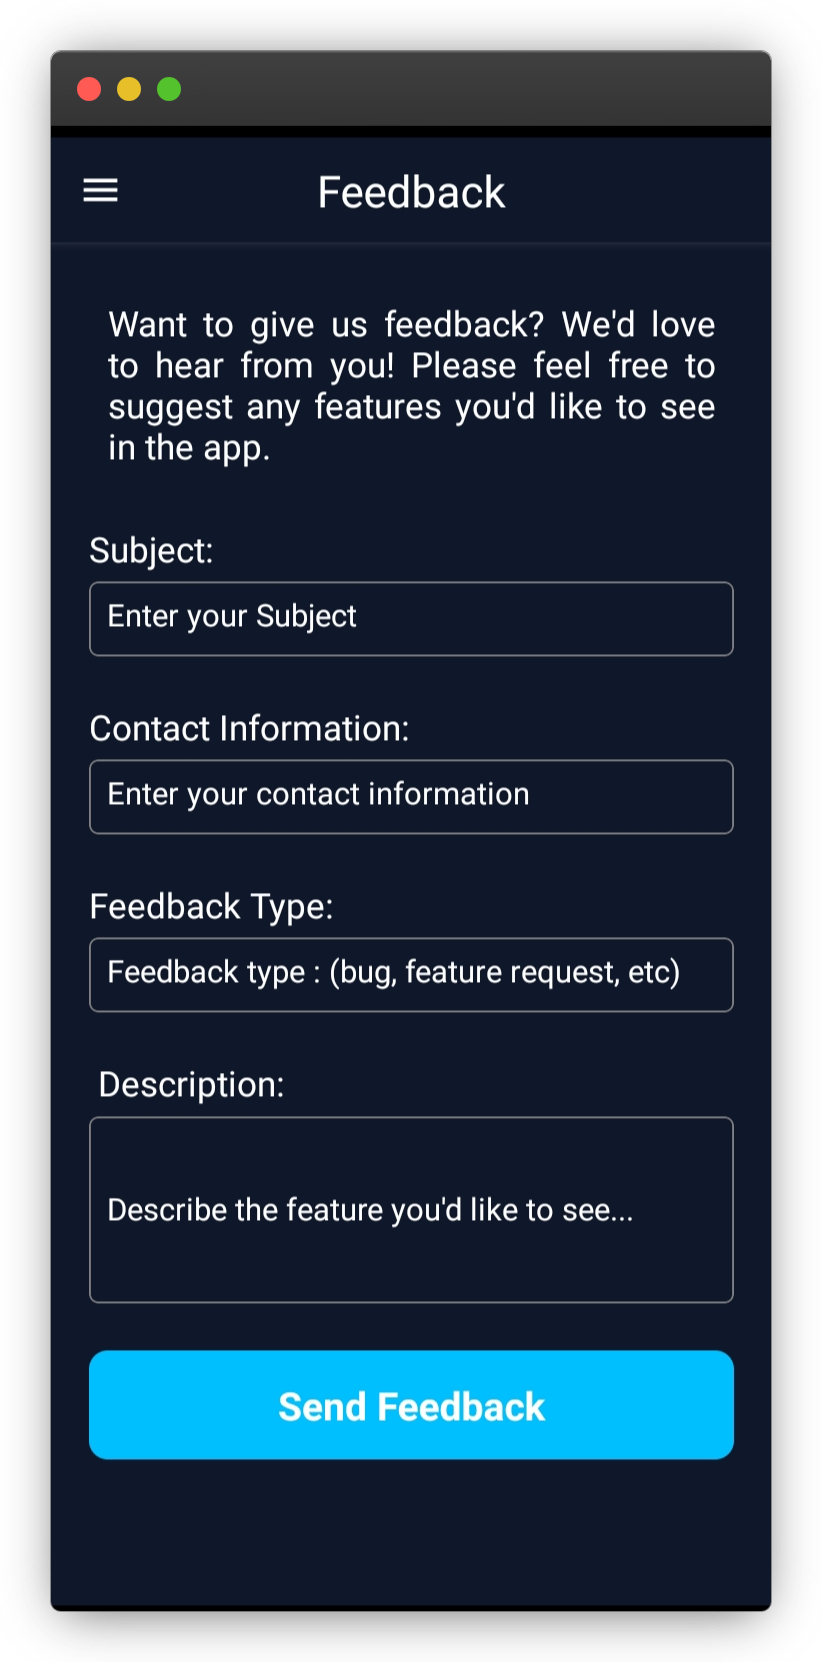 Feedback
Want to give us feedback? We'd love
to hear from you! Please feel free to
suggest any features you'd like to see
in the app.
Subject:
Enter your Subject
Contact Information:
Enter your contact information
Feedback Type:
Feedback type : (bug, feature request, etc)
Description:
Describe the feature you'd like to see...
Send Feedback